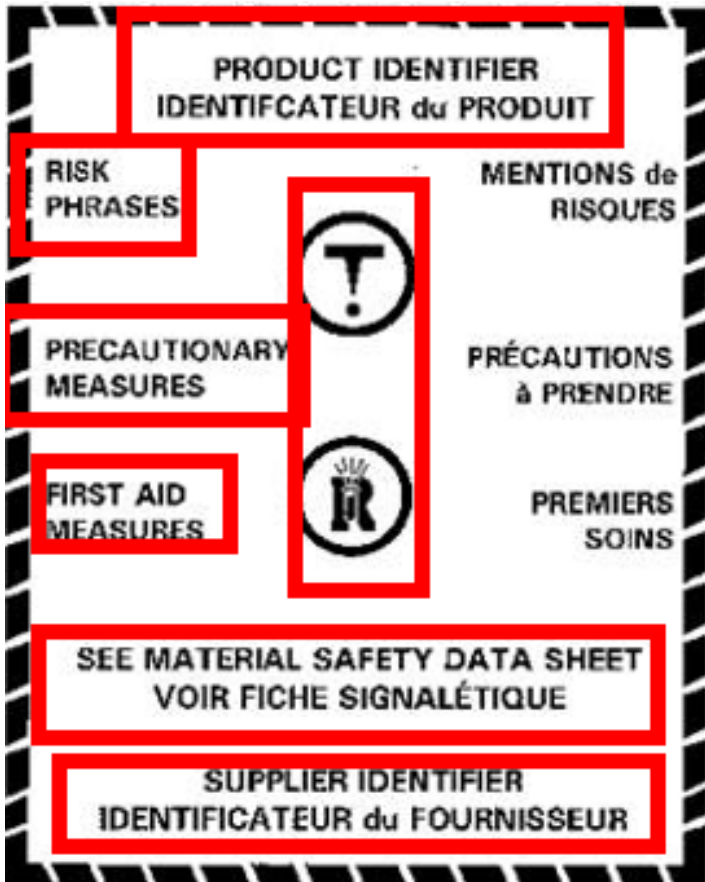 PRODUCT IDENTIFIER
IDENTIFCATEUR du PRODUIT
RISK
PHRASES
MENTIONS de
RISQUES
PRECAUTIONARY
MEASURES
PRÉCAUTIONS
à PRENDRE
R
FIRST AID
MEASURES
PREMIERS
SOINS
SEE MATERIAL SAFETY DATA SHEET
VOIR FICHE SIGNALÉTIQUE
SUPPLIER IDENTIFIER
IDENTIFICATEUR du FOURNISSEUR